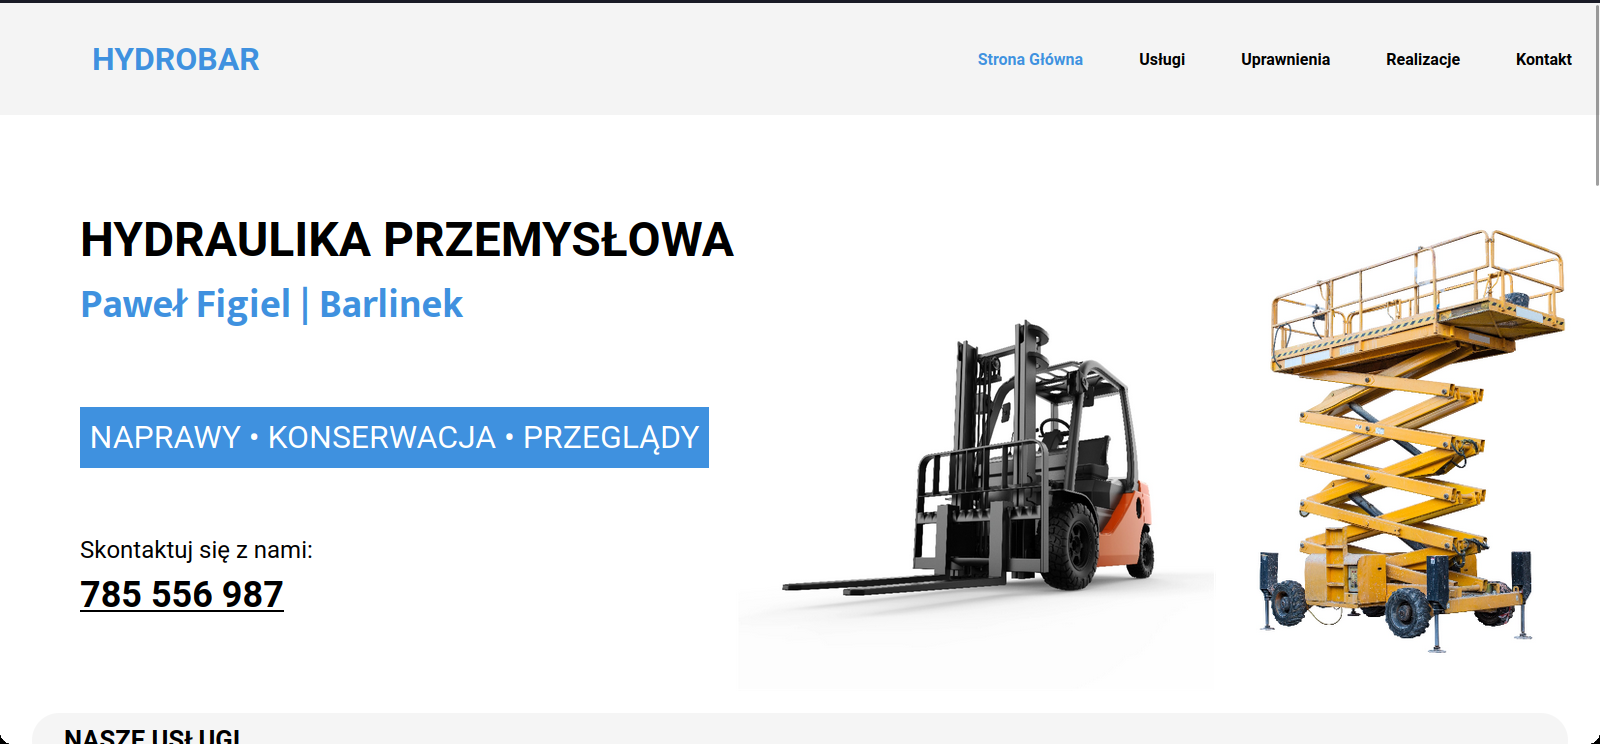 HYDROBAR
Strona Główna Usługi Uprawnienia Realizacje Kontakt
HYDRAULIKA PRZEMYSŁOWA
Paweł Figiel | Barlinek
NAPRAWY • KONSERWACJA • PRZEGLĄDY
Skontaktuj się z nami:
785 556 987
NASZE USŁUGI